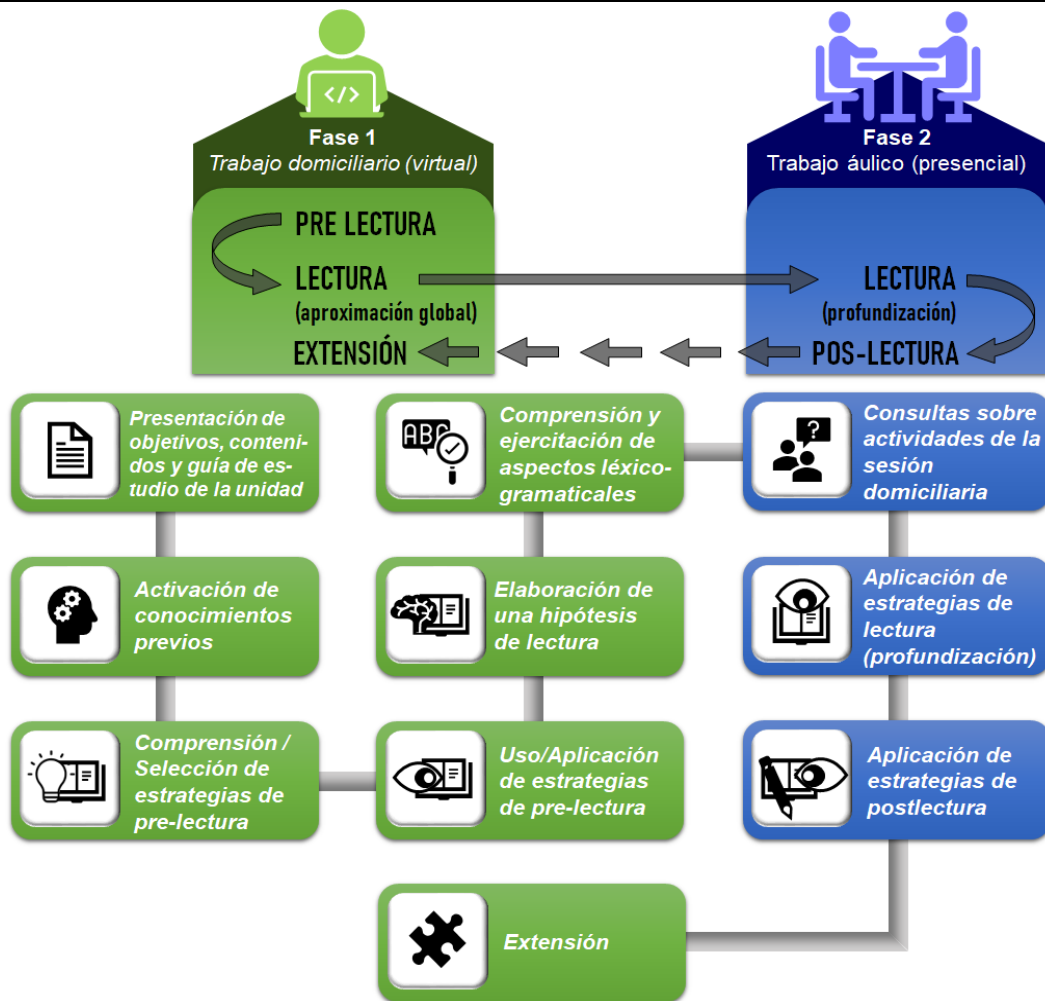 </>
Fase 1
Trabajo domiciliario (virtual)
PRE LECTURA
LECTURA
(aproximación global)
EXTENSIÓN
Fase 2
Trabajo áulico (presencial)
LECTURA
(profundización)
POS-LECTURA
Presentación de
objetivos, conteni-
dos y guía de es-
tudio de la unidad
Activación de
conocimientos
previos
Comprensión /
Selección de
estrategias de
pre-lectura
Uso/Aplicación
de estrategias
de pre-lectura
Elaboración de
una hipótesis
de lectura
ABC
Comprensión y
ejercitación de
aspectos léxico-
gramaticales
?
Consultas sobre
actividades de la
sesión
domiciliaria
Aplicación de
estrategias de
lectura
(profundización)
Aplicación de
estrategias de
postlectura
Extensión